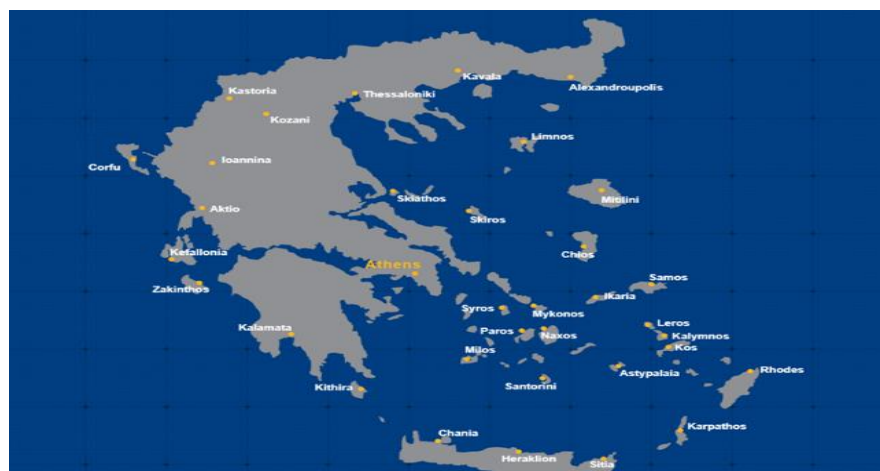 Kavala
Alexandroupolis
Kastoria
Thessaloniki
Kozani
Limnos
Corfu
Ioannina
Mitilini
Skiathos
Aktio
Skiros
Kefallonia
Chios
Athens
Zakinthos
Samos
Ikaria
Syros
Mykonos
Kalamata
Leros
Paros
Naxos
Kalymnos
Milos
Kos
Astypalaia
Rhodes
Kithira
Santorini
Karpathos
Chania
Heraklion
Sitia